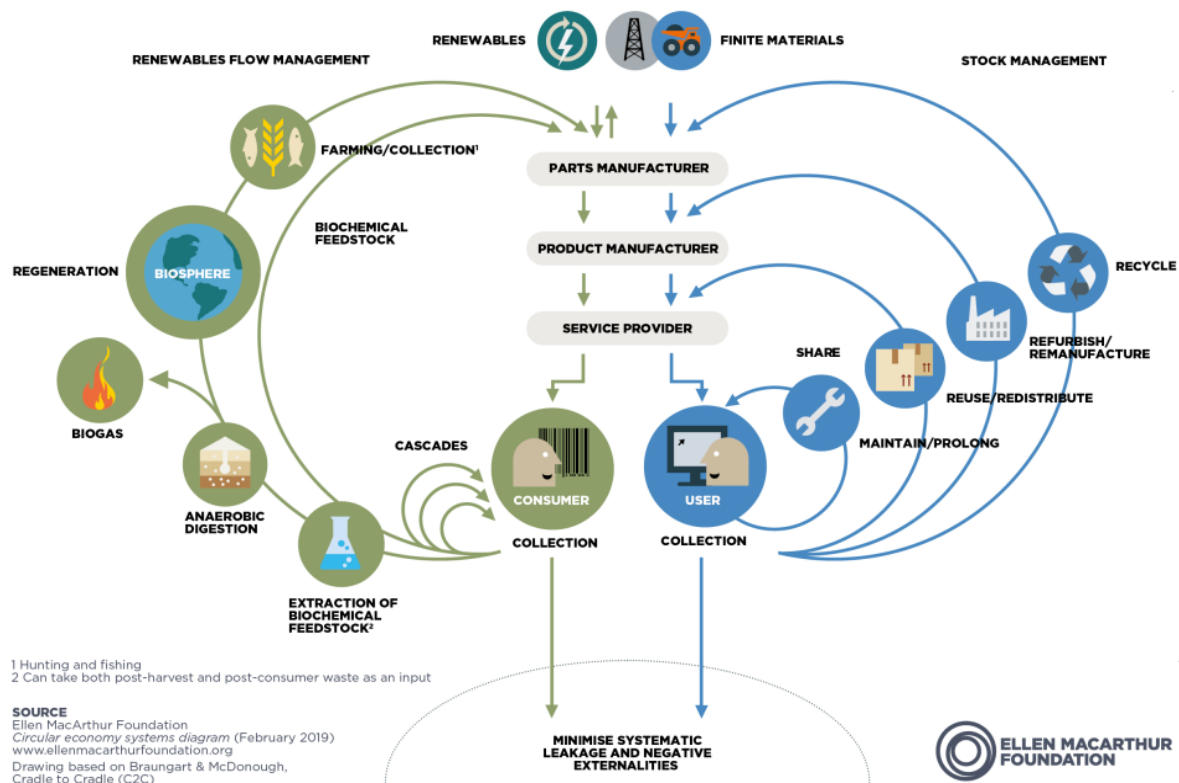 RENEWABLES
FINITE MATERIALS
RENEWABLES FLOW MANAGEMENT
STOCK MANAGEMENT
FARMING/COLLECTION¹
PARTS MANUFACTURER
BIOCHEMICAL
FEEDSTOCK
PRODUCT MANUFACTURER
REGENERATION
BIOSPHERE
RECYCLE
SERVICE PROVIDER
SHARE
REFURBISH/
REMANUFACTURE
REUSE/REDISTRIBUTE
BIOGAS
CASCADES
MAINTAIN/PROLONG
CONSUMER
USER
ANAEROBIC
DIGESTION
COLLECTION
COLLECTION
EXTRACTION OF
BIOCHEMICAL
FEEDSTOCK²
1 Hunting and fishing
2 Can take both post-harvest and post-consumer waste as an input
SOURCE
Ellen MacArthur Foundation
Circular economy systems diagram (February 2019)
www.ellenmacarthurfoundation.org
Drawing based on Braungart & McDonough,
Cradle to Cradle (C2C)
MINIMISE SYSTEMATIC
LEAKAGE AND NEGATIVE
EXTERNALITIES
ELLEN MACARTHUR
FOUNDATION